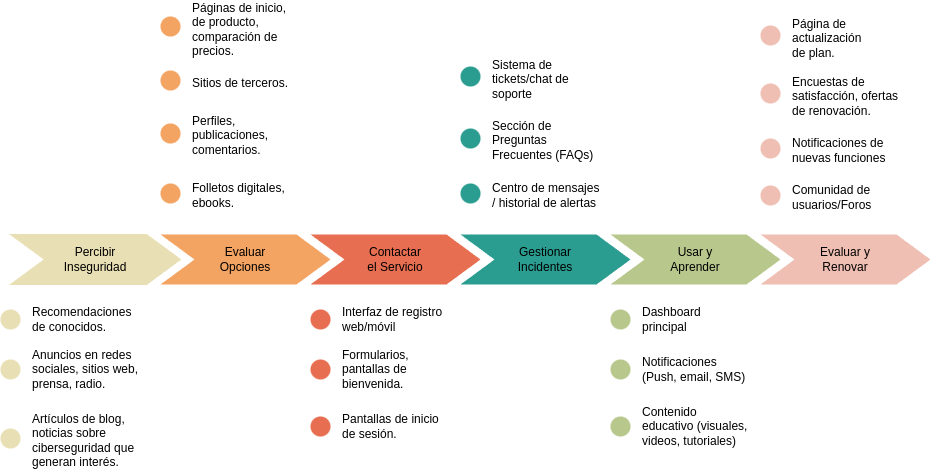 Páginas de inicio,
de producto,
comparación de
precios.
Sitios de terceros.
Perfiles,
publicaciones,
comentarios.
Folletos digitales,
ebooks.
Sistema de
tickets/chat de
soporte
Sección de
Preguntas
Frecuentes (FAQs)
Centro de mensajes
/ historial de alertas
Página de
actualización
de plan.
Encuestas de
satisfacción, ofertas
de renovación.
Notificaciones de
nuevas funciones
Comunidad de
usuarios/Foros
Percibir
Inseguridad
Evaluar
Opciones
Contactar
el Servicio
Gestionar
Incidentes
Usar y
Aprender
Evaluar y
Renovar
Recomendaciones
de conocidos.
Anuncios en redes
sociales, sitios web,
prensa, radio.
Artículos de blog,
noticias sobre
ciberseguridad que
generan interés.
Interfaz de registro
web/móvil
Formularios,
pantallas de
bienvenida.
Pantallas de inicio
de sesión.
Dashboard
principal
Notificaciones
(Push, email, SMS)
Contenido
educativo (visuales,
videos, tutoriales)